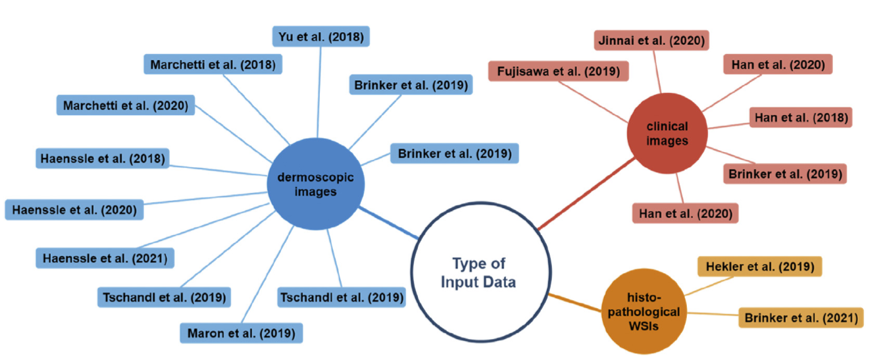 Yu et al. (2018)
Marchetti et al. (2018)
Brinker et al. (2019)
Marchetti et al. (2020)
Brinker et al. (2019)
Haenssle et al. (2018)
dermoscopic
images
Haenssle et al. (2020)
Haenssle et al. (2021)
Tschandl et al. (2019)
Tschandl et al. (2019)
Maron et al. (2019)
Type of
Input Data
Jinnai et al. (2020)
Fujisawa et al. (2019)
Han et al. (2020)
Han et al. (2018)
clinical
images
Brinker et al. (2019)
Han et al. (2020)
Hekler et al. (2019)
histo-
pathological
WSIs
Brinker et al. (2021)